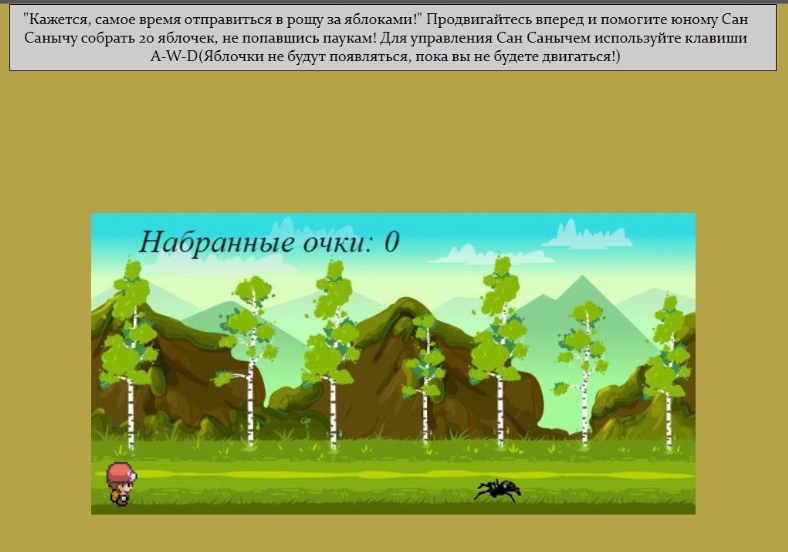 "Кажется, самое время отправиться в рощу за яблоками!" Продвигайтесь вперед и помогите юному Сан
Санычу собрать 20 яблочек, не попавшись паукам! Для управления Сан Санычем используйте клавиши
A-W-D(Яблочки не будут появляться, пока вы не будете двигаться!)
Набранные очки: 0